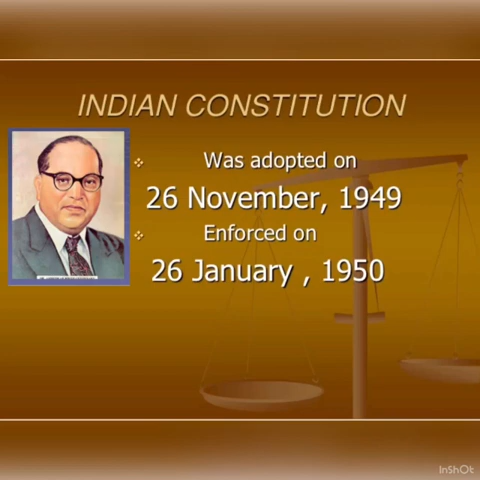 INDIAN CONSTITUTION
Was adopted on
26 November, 1949
Enforced on
26 January , 1950
InShOt